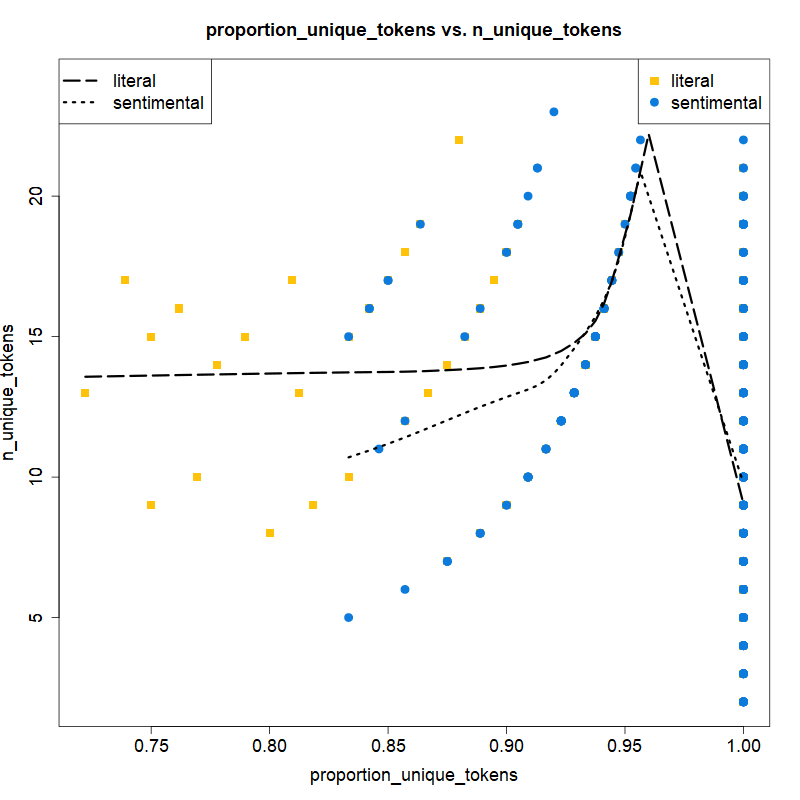 proportion_unique_tokens vs. n_unique_tokens
literal
sentimental
literal
sentimental
n_unique_tokens
20
15
10
5
0.75 0.80 0.85 0.90 0.95 1.00
proportion_unique_tokens